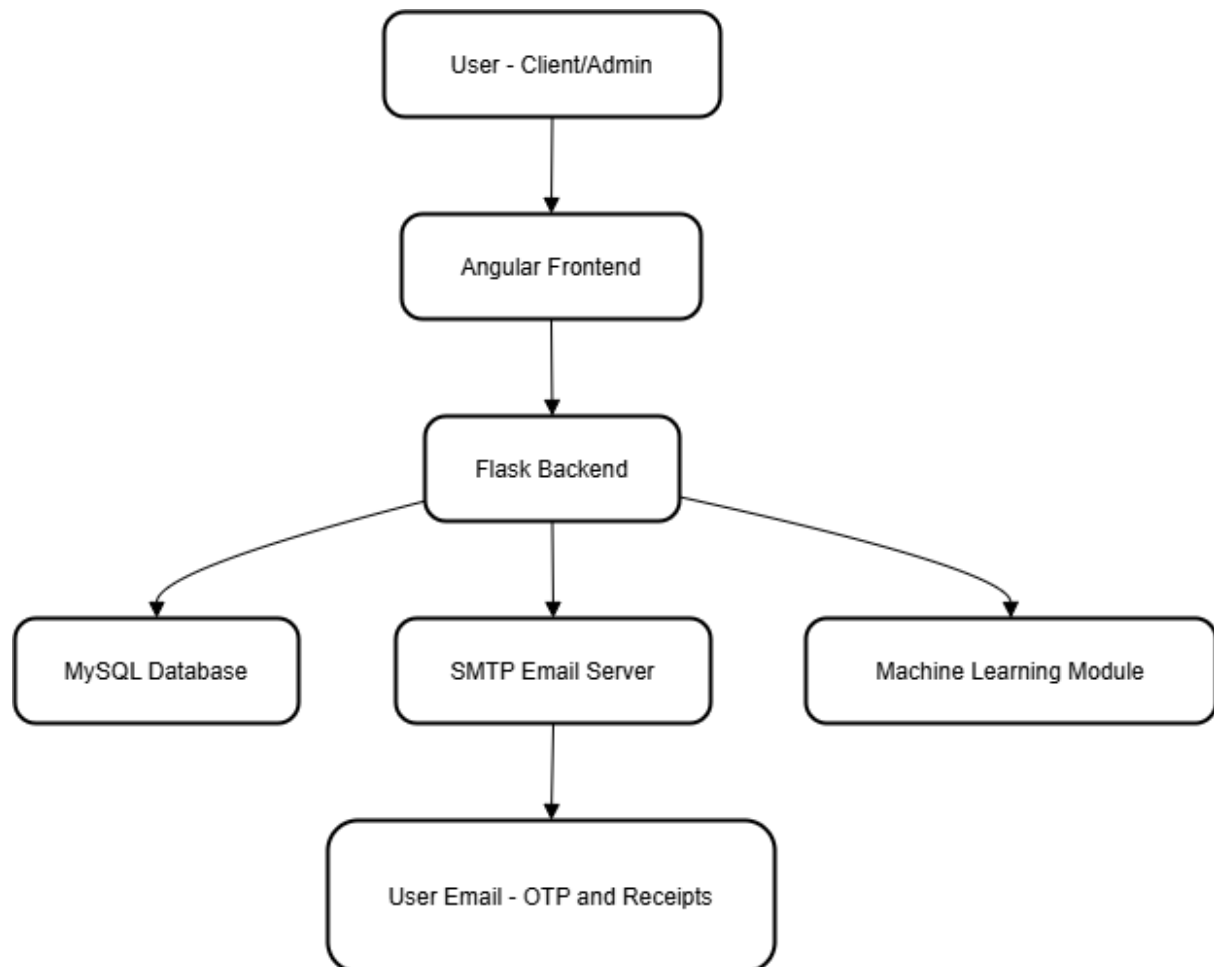 User - Client/Admin
Angular Frontend
Flask Backend
MySQL Database
SMTP Email Server
Machine Learning Module
User Email - OTP and Receipts